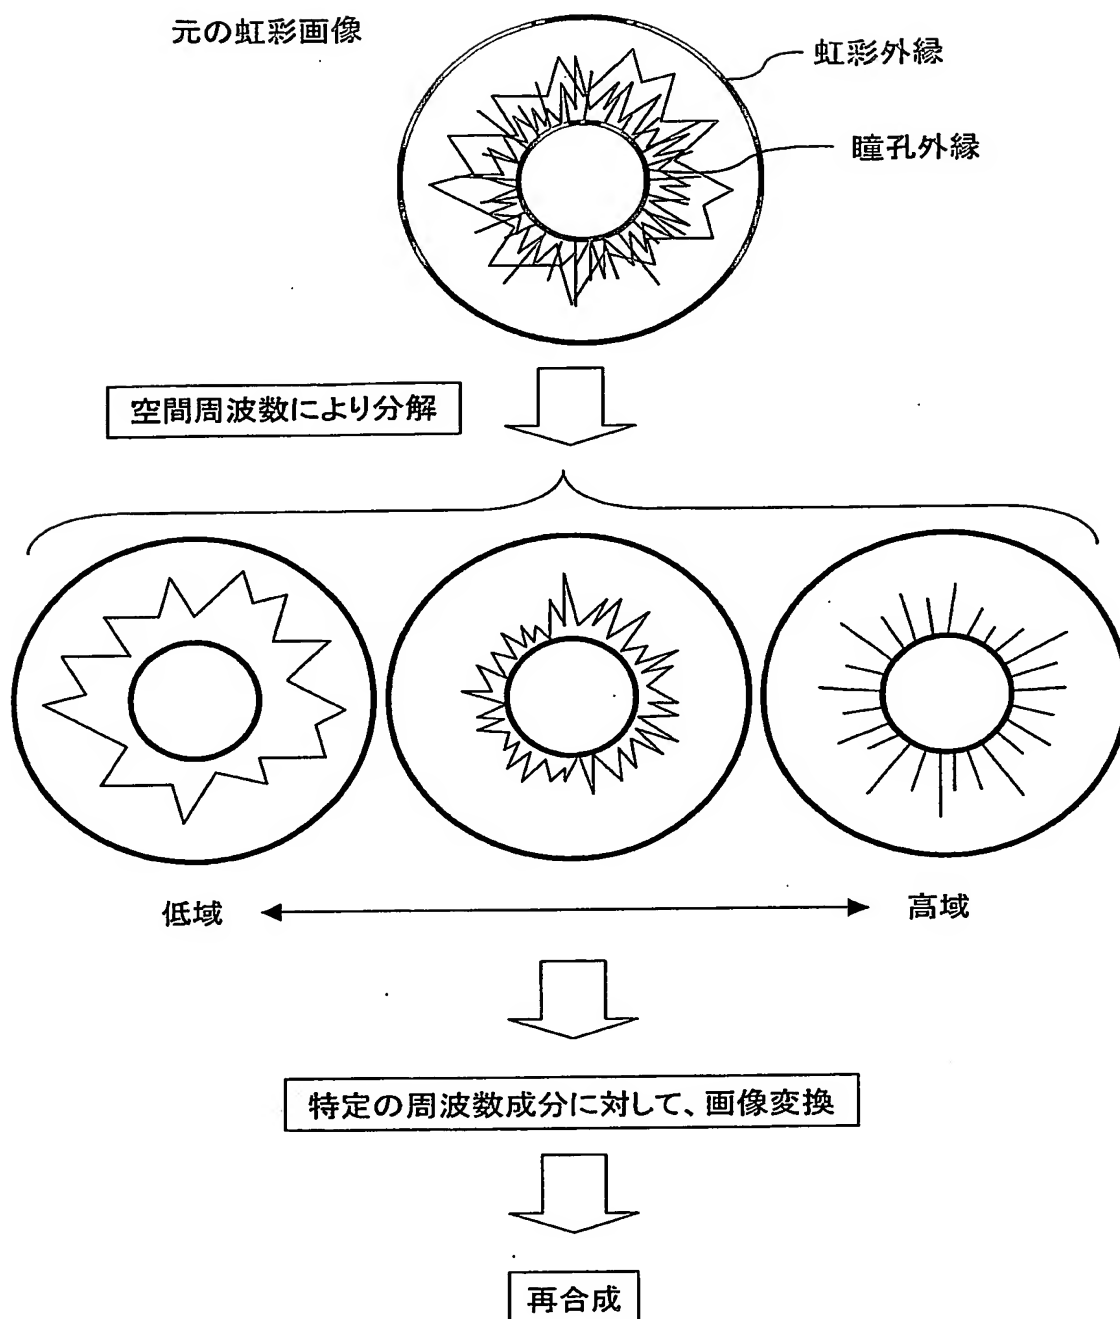 元の虹彩画像
虹彩外縁
瞳孔外縁
空間周波数により分解
低域
高域
特定の周波数成分に対して、画像変換
再合成